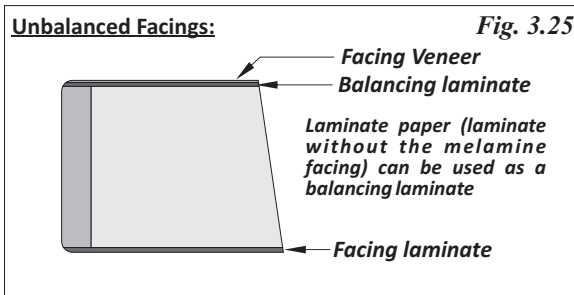 Unbalanced Facings:
Fig. 3.25
Facing Veneer
Balancing laminate
Laminate paper (laminate
without the melamine
facing) can be used as a
balancing laminate
Facing laminate